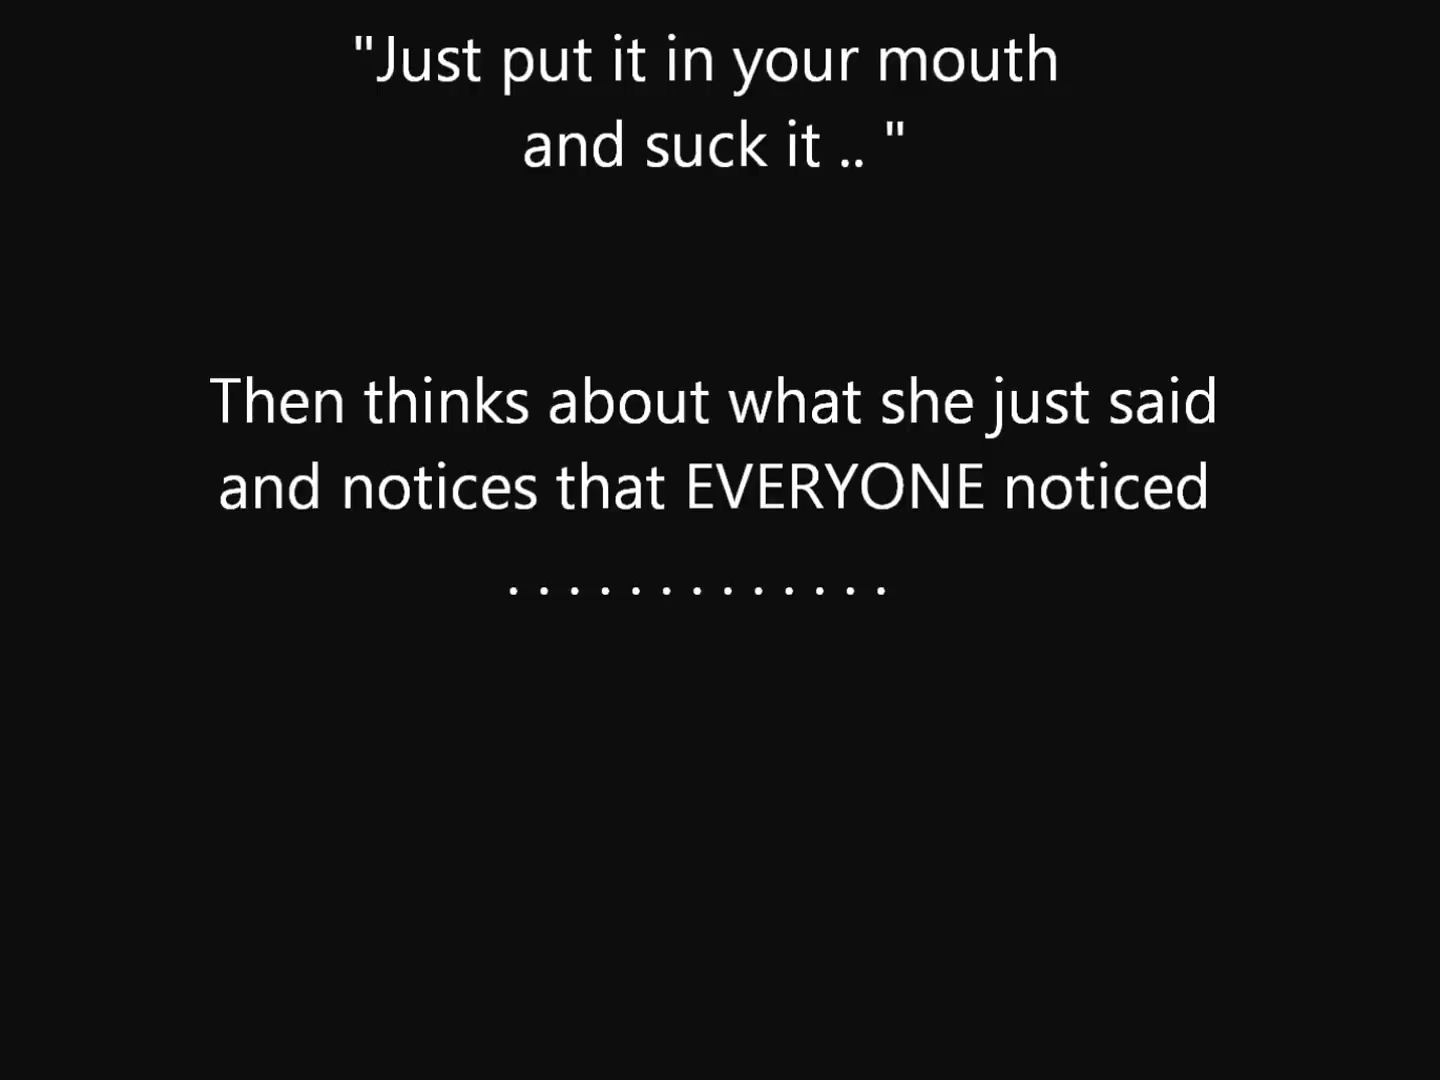 "Just put it in your mouth
and suck it .. "
Then thinks about what she just said
and notices that EVERYONE noticed
. . . . . . . . . . . . .